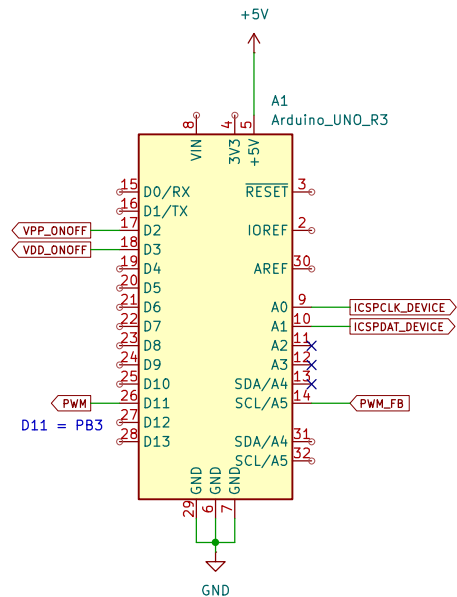 +5V
A1
Arduino_UNO_R3
8
4
5
VIN
3V3
+5V
15 D0/RX
RESET 3
16 D1/TX
VPP_ONOFF 17 D2
IOREF 2
VDD_ONOFF 18 D3
19 D4
AREF 30
20 D5
21 D6
A0 9 ICSPCLK_DEVICE
22 D7
A1 10 ICSPDAT_DEVICE
23 D8
A2 11
24 D9
A3 12
25 D10
SDA/A4 13
PWM 26 D11
SCL/A5 14 PWM_FB
D11 = PB3
27 D12
28 D13
SDA/A4 31
SCL/A5 32
GND
GND
GND
29
6
7
GND